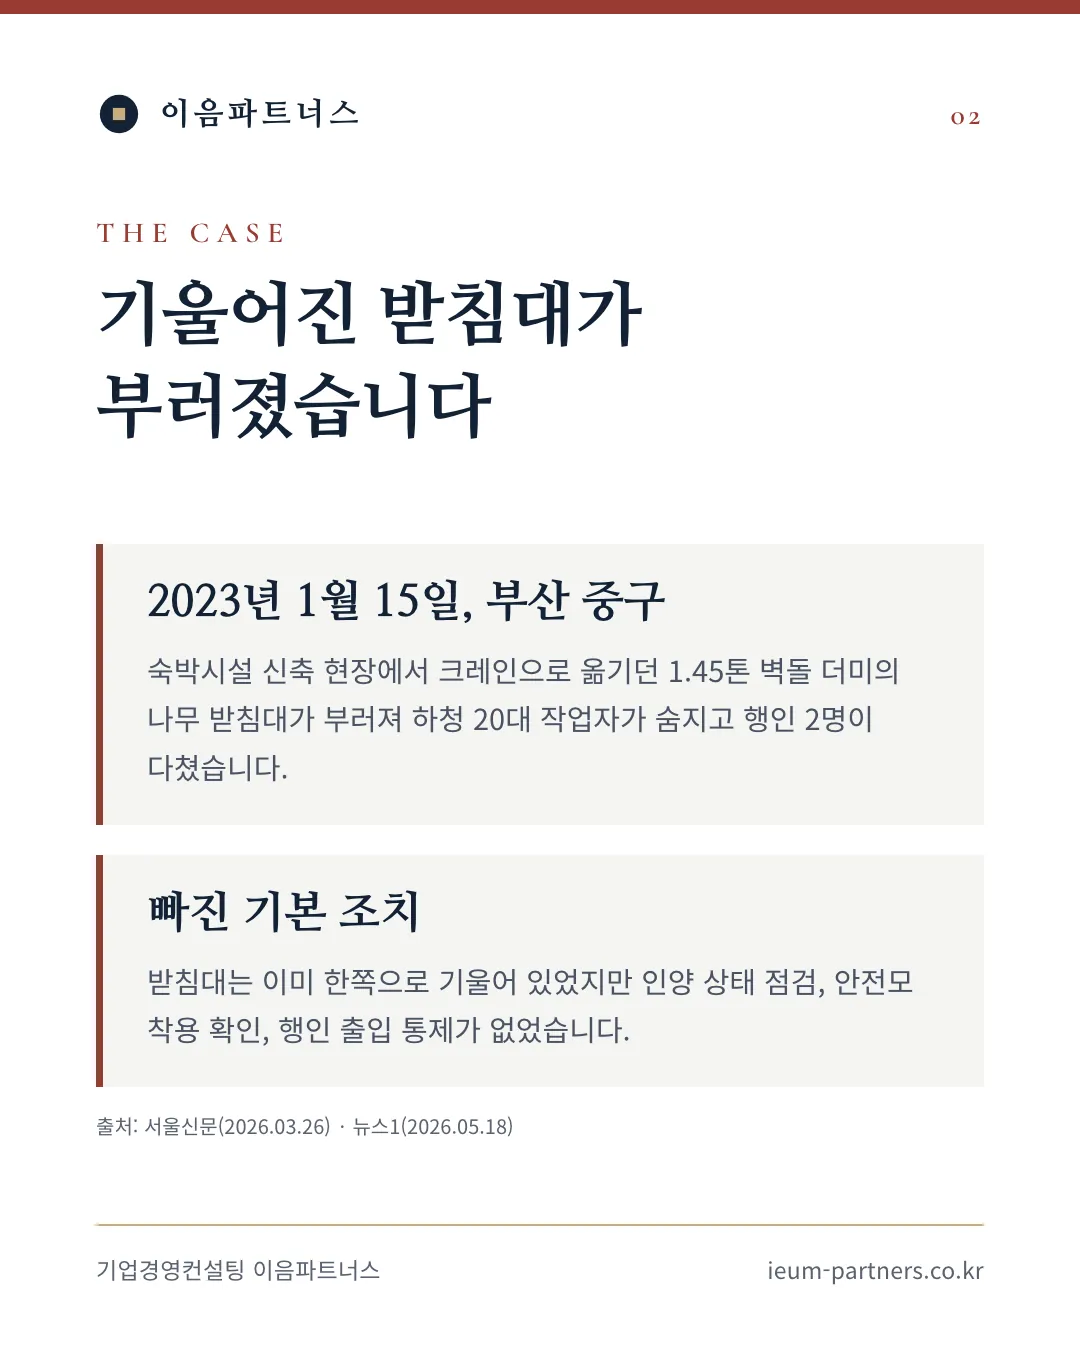 이음파트너스
02
THE CASE
기울어진 받침대가
부러졌습니다
2023년 1월 15일, 부산 중구
숙박시설 신축 현장에서 크레인으로 옮기던 1.45톤 벽돌 더미의
나무 받침대가 부러져 하청 20대 작업자가 숨지고 행인 2명이
다쳤습니다.
빠진 기본 조치
받침대는 이미 한쪽으로 기울어 있었지만 인양 상태 점검, 안전모
착용 확인, 행인 출입 통제가 없었습니다.
출처: 서울신문(2026.03.26) · 뉴스1(2026.05.18)
기업경영컨설팅 이음파트너스
ieum-partners.co.kr